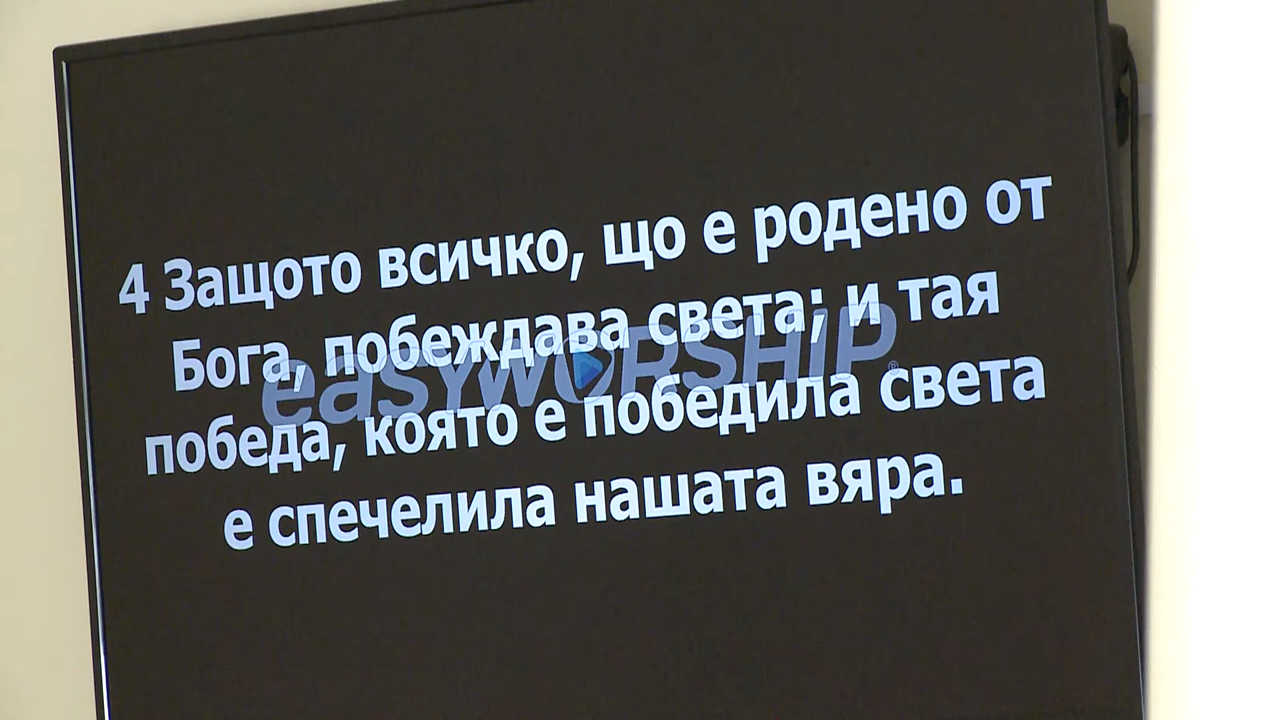 4 Защото всичко, що е родено от
Бога, побеждава света; и тая
победа, която е победила света
е спечелила нашата вяра.
easyWORSHIP®